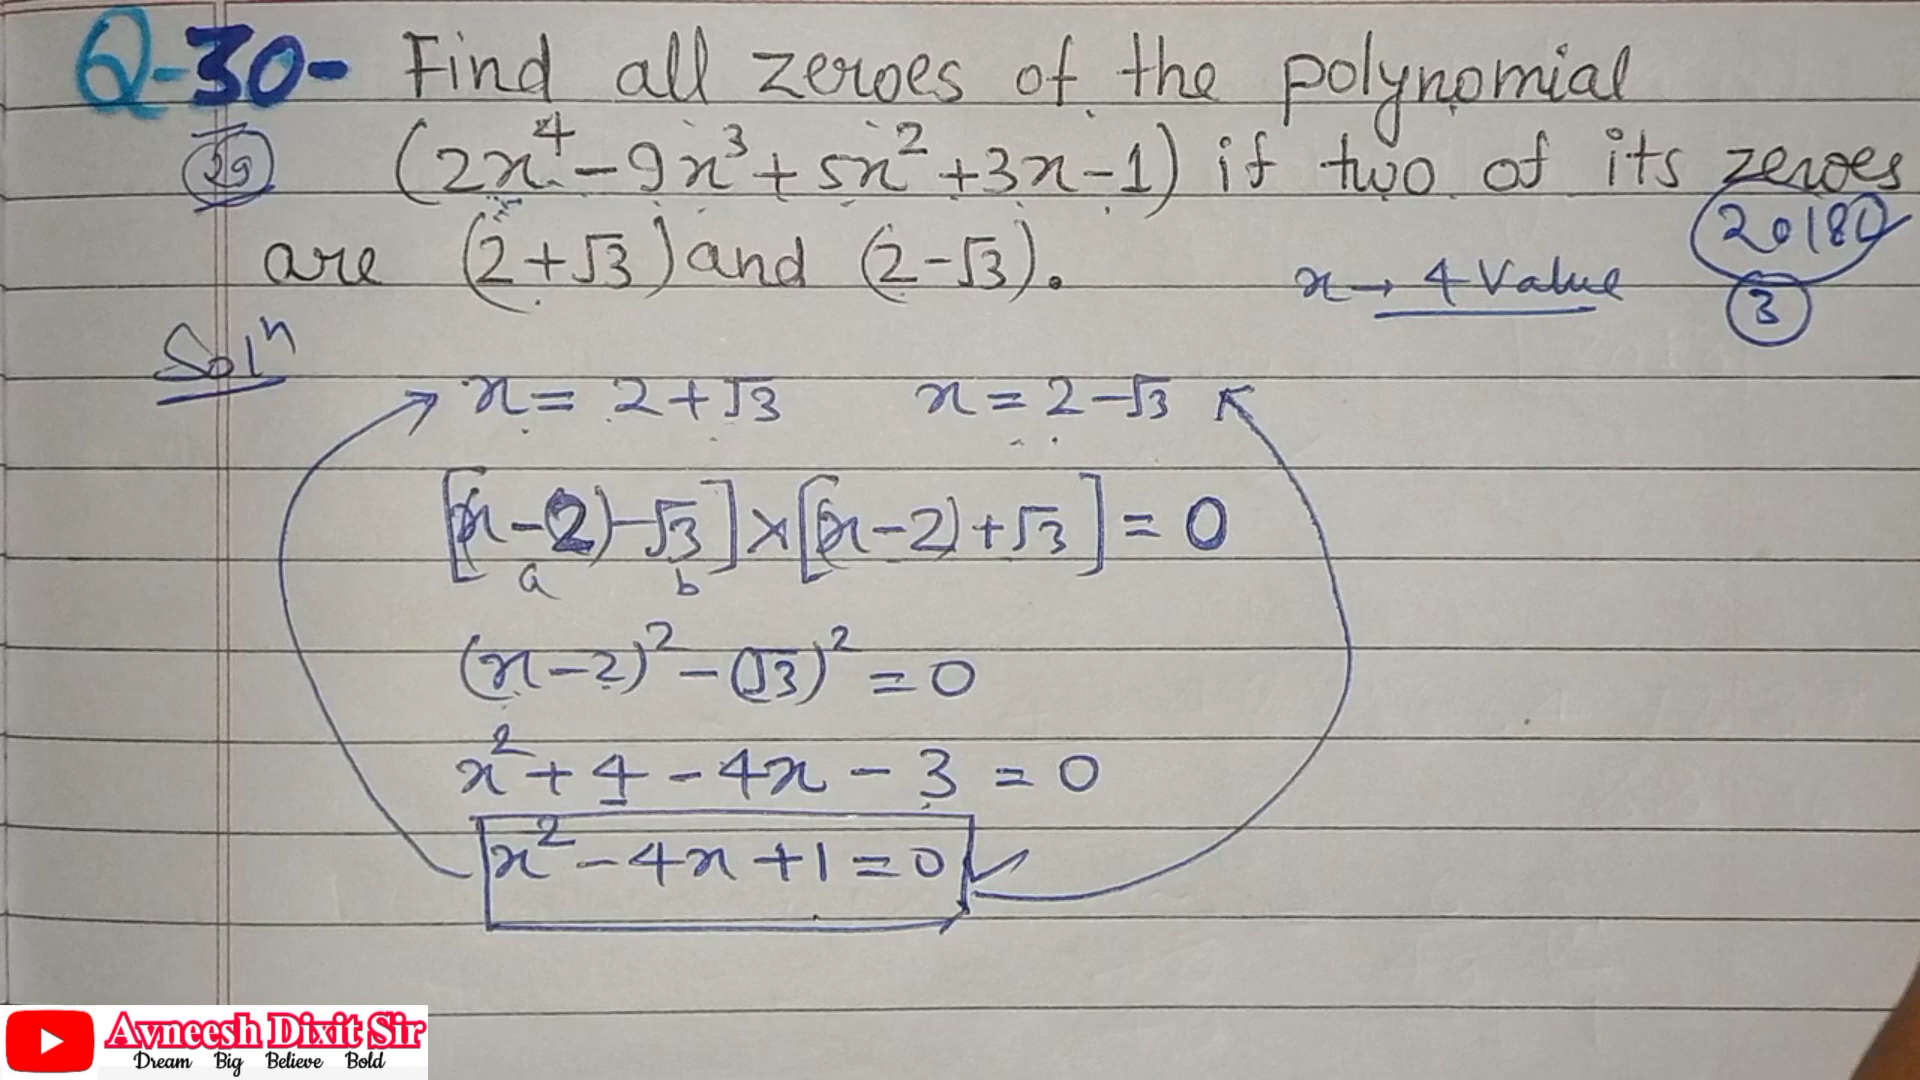 Q-30- Find all zeroes of the polynomial
29 (2x⁴-9x³+5x²+3x-1) if two of its zeroes
are (2+√3) and (2-√3). x→ 4 Value
3
Solⁿ
x = 2+√3 x = 2-√3
[(x-2)-√3]×[(x-2)+√3] = 0
a b
(x-2)²-(√3)² = 0
x²+4-4x-3 = 0
x²-4x+1=0
Avneesh Dixit Sir
Dream Big Believe Bold